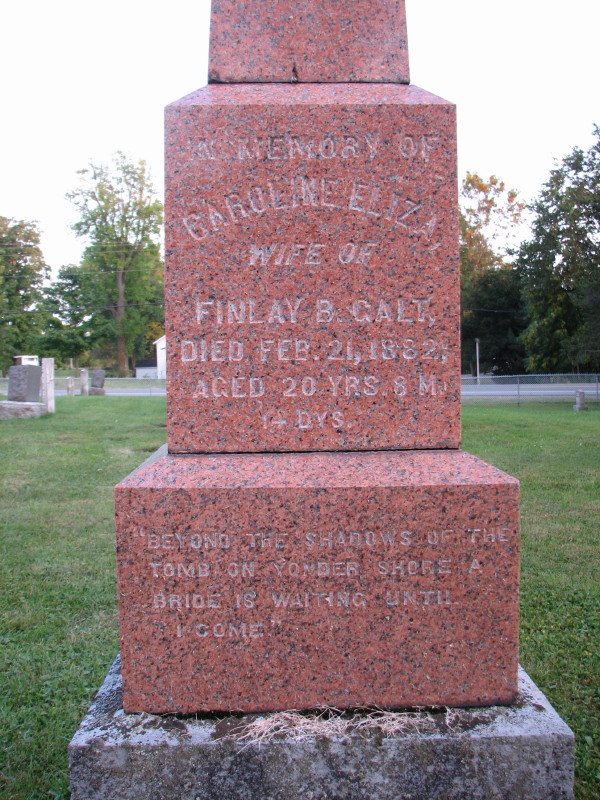 IN MEMORY OF
CAROLINE ELIZA,
WIFE OF
FINLAY B. GALT,
DIED FEB. 21, 1882,
AGED 20 YRS. 8 M.
14 DYS.
"BEYOND THE SHADOWS OF THE
TOMB ON YONDER SHORE A
BRIDE IS WAITING UNTIL
I COME"